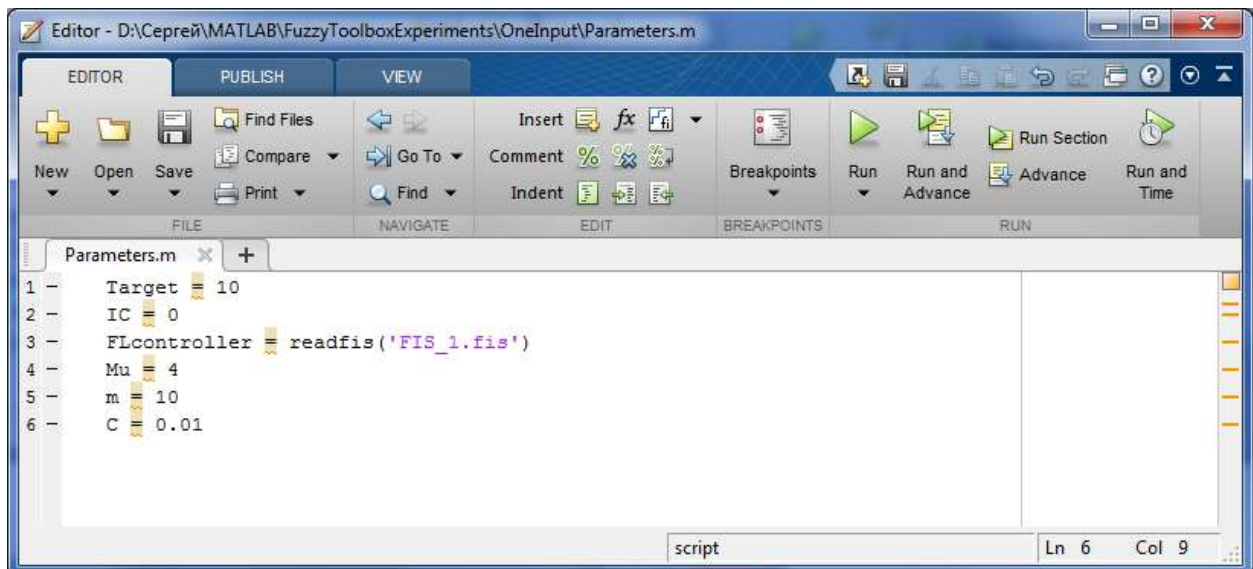 Editor - D:\Сергей\MATLAB\FuzzyToolboxExperiments\OneInput\Parameters.m
EDITOR PUBLISH VIEW
New
Open
Save
Find Files
Compare
Print
FILE
Go To
Find
NAVIGATE
Insert fx fi
Comment % %
Indent
EDIT
Breakpoints
BREAKPOINTS
Run
Run and
Advance
Run Section
Advance
Run and
Time
RUN
Parameters.m
1 - Target = 10
2 - IC = 0
3 - FLcontroller = readfis('FIS_1.fis')
4 - Mu = 4
5 - m = 10
6 - C = 0.01
script Ln 6 Col 9